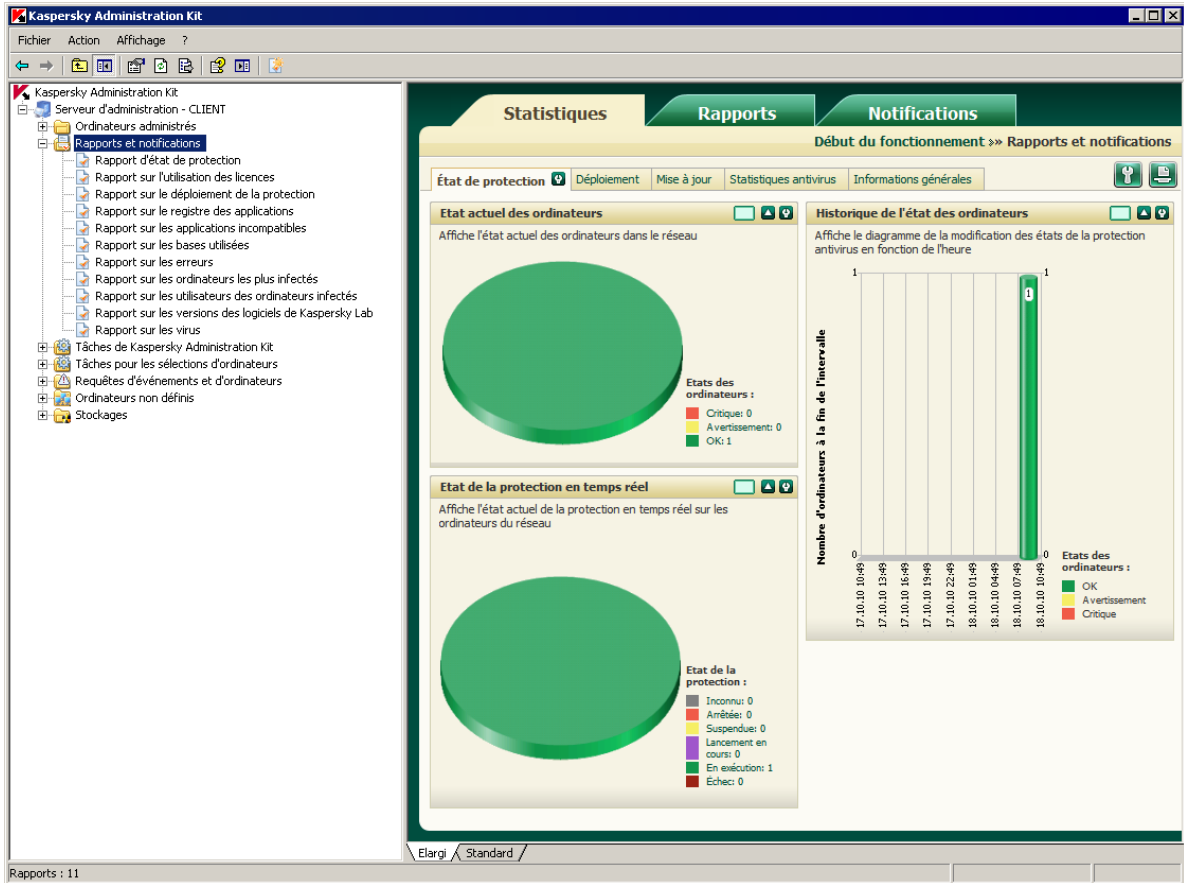 Kaspersky Administration Kit
Fichier Action Affichage ?
Kaspersky Administration Kit
Serveur d'administration - CLIENT
Ordinateurs administrés
Rapports et notifications
Rapport d'état de protection
Rapport sur l'utilisation des licences
Rapport sur le déploiement de la protection
Rapport sur le registre des applications
Rapport sur les applications incompatibles
Rapport sur les bases utilisées
Rapport sur les erreurs
Rapport sur les ordinateurs les plus infectés
Rapport sur les utilisateurs des ordinateurs infectés
Rapport sur les versions des logiciels de Kaspersky Lab
Rapport sur les virus
Tâches de Kaspersky Administration Kit
Tâches pour les sélections d'ordinateurs
Requêtes d'événements et d'ordinateurs
Ordinateurs non définis
Stockages
Statistiques Rapports Notifications
Début du fonctionnement »» Rapports et notifications
État de protection Déploiement Mise à jour Statistiques antivirus Informations générales
Etat actuel des ordinateurs
Affiche l'état actuel des ordinateurs dans le réseau
Etats des
ordinateurs :
Critique: 0
Avertissement: 0
OK: 1
Etat de la protection en temps réel
Affiche l'état actuel de la protection en temps réel sur les
ordinateurs du réseau
Etat de la
protection :
Inconnu: 0
Arrêtée: 0
Suspendue: 0
Lancement en
cours: 0
En exécution: 1
Échec: 0
Historique de l'état des ordinateurs
Affiche le diagramme de la modification des états de la protection
antivirus en fonction de l'heure
1 1
1
Nombre d'ordinateurs à la fin de l'intervalle
0 0
17.10.10 10:49
17.10.10 13:49
17.10.10 16:49
17.10.10 19:49
17.10.10 22:49
18.10.10 01:49
18.10.10 04:49
18.10.10 07:49
18.10.10 10:49
Etats des
ordinateurs :
OK
Avertissement
Critique
Elargi Standard
Rapports : 11